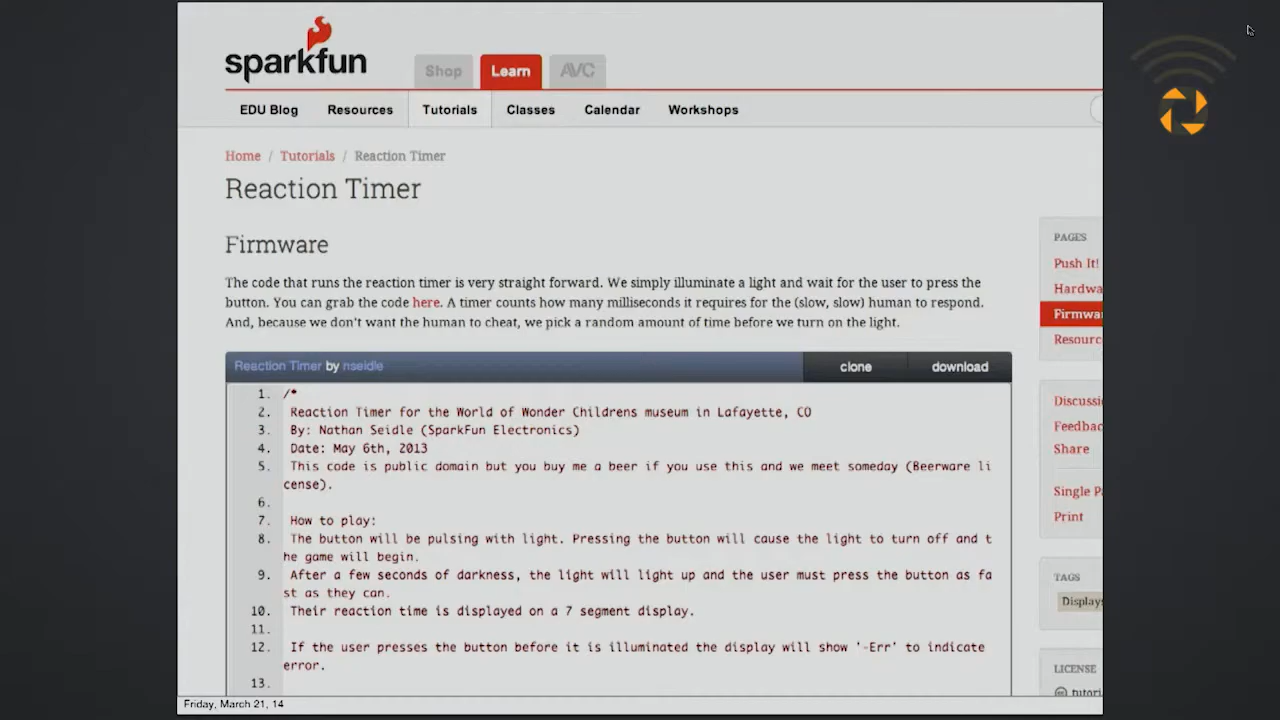 sparkfun
Shop Learn AVC
EDU Blog Resources Tutorials Classes Calendar Workshops
Home / Tutorials / Reaction Timer
Reaction Timer
Firmware
The code that runs the reaction timer is very straight forward. We simply illuminate a light and wait for the user to press the
button. You can grab the code here. A timer counts how many milliseconds it requires for the (slow, slow) human to respond.
And, because we don't want the human to cheat, we pick a random amount of time before we turn on the light.
Reaction Timer by nseidle clone download
1. /*
2. Reaction Timer for the World of Wonder Childrens museum in Lafayette, CO
3. By: Nathan Seidle (SparkFun Electronics)
4. Date: May 6th, 2013
5. This code is public domain but you buy me a beer if you use this and we meet someday (Beerware li
cense).
6.
7. How to play:
8. The button will be pulsing with light. Pressing the button will cause the light to turn off and t
he game will begin.
9. After a few seconds of darkness, the light will light up and the user must press the button as fa
st as they can.
10. Their reaction time is displayed on a 7 segment display.
11.
12. If the user presses the button before it is illuminated the display will show '-Err' to indicate
error.
13.
PAGES
Push It!
Hardwa
Firmwa
Resourc
Discussi
Feedbac
Share
Single P
Print
TAGS
Displays
LICENSE
tutori
Friday, March 21, 14